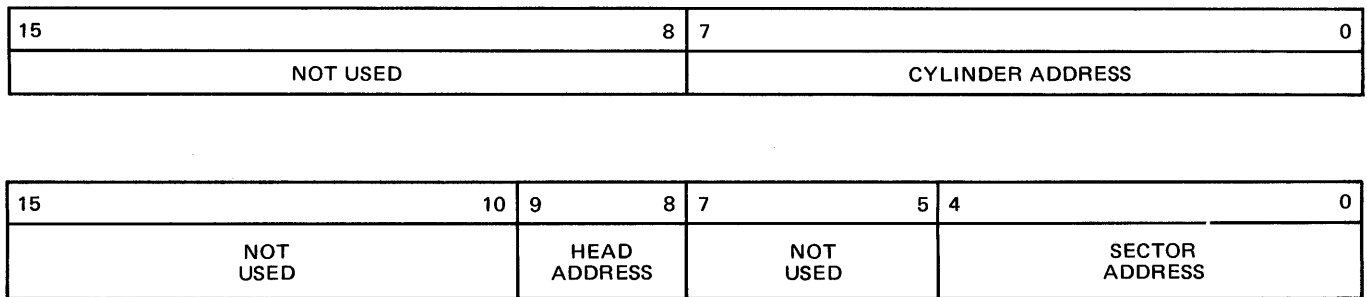 15 8 7 0
NOT USED CYLINDER ADDRESS
15 10 9 8 7 5 4 0
NOT HEAD NOT SECTOR
USED ADDRESS USED ADDRESS